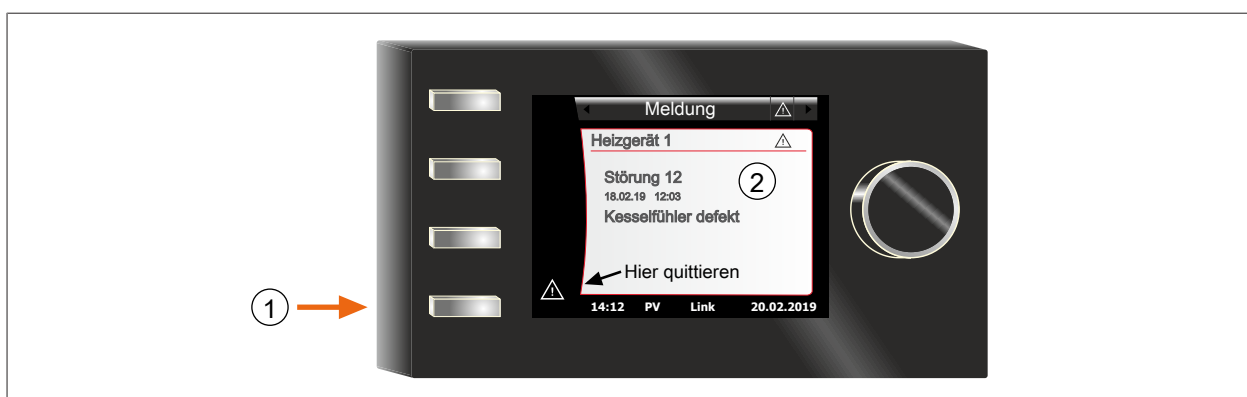 Meldung
Heizgerät 1
Störung 12
2
18.02.19 12:03
Kesselfühler defekt
Hier quittieren
1
14:12 PV Link 20.02.2019